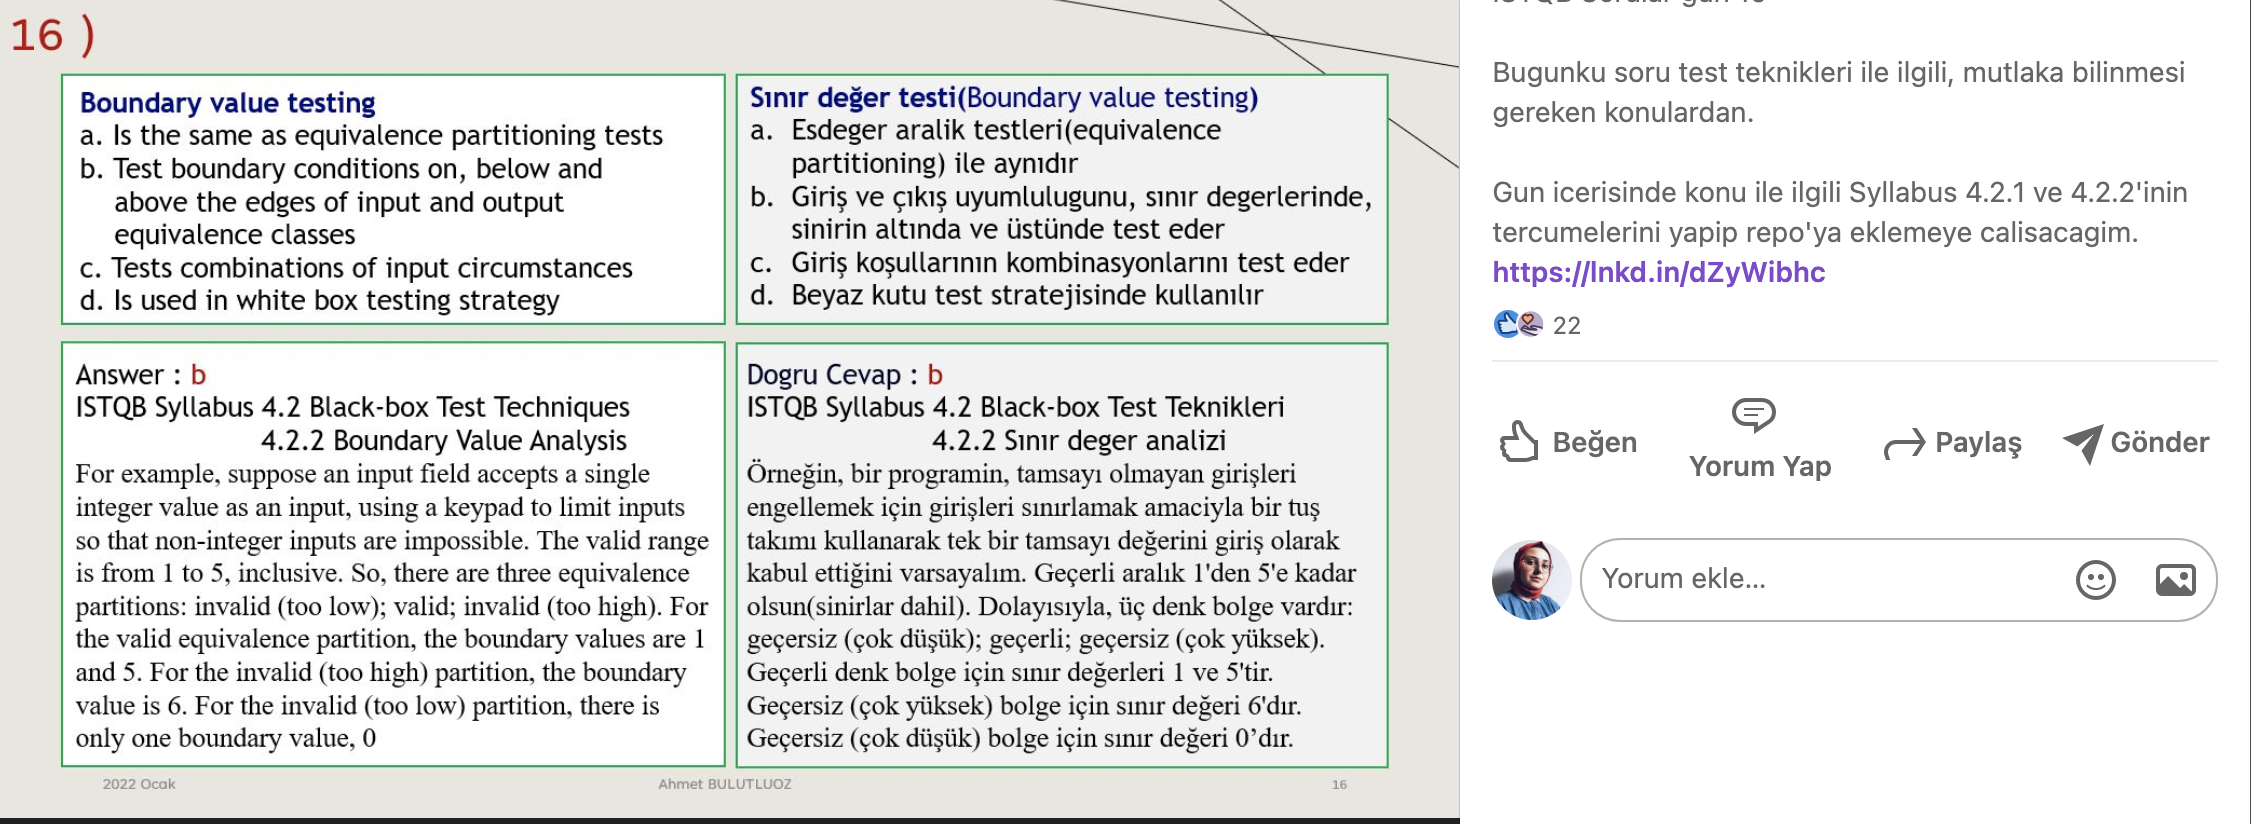 16 )
Boundary value testing
a. Is the same as equivalence partitioning tests
b. Test boundary conditions on, below and
above the edges of input and output
equivalence classes
c. Tests combinations of input circumstances
d. Is used in white box testing strategy
Sınır değer testi(Boundary value testing)
a. Esdeger aralik testleri(equivalence
partitioning) ile aynıdır
b. Giriş ve çıkış uyumlulugunu, sınır degerlerinde,
sinirin altında ve üstünde test eder
c. Giriş koşullarının kombinasyonlarını test eder
d. Beyaz kutu test stratejisinde kullanılır
Answer : b
ISTQB Syllabus 4.2 Black-box Test Techniques
4.2.2 Boundary Value Analysis
For example, suppose an input field accepts a single
integer value as an input, using a keypad to limit inputs
so that non-integer inputs are impossible. The valid range
is from 1 to 5, inclusive. So, there are three equivalence
partitions: invalid (too low); valid; invalid (too high). For
the valid equivalence partition, the boundary values are 1
and 5. For the invalid (too high) partition, the boundary
value is 6. For the invalid (too low) partition, there is
only one boundary value, 0
Dogru Cevap : b
ISTQB Syllabus 4.2 Black-box Test Teknikleri
4.2.2 Sınır deger analizi
Örneğin, bir programin, tamsayı olmayan girişleri
engellemek için girişleri sınırlamak amaciyla bir tuş
takımı kullanarak tek bir tamsayı değerini giriş olarak
kabul ettiğini varsayalım. Geçerli aralık 1'den 5'e kadar
olsun(sinirlar dahil). Dolayısıyla, üç denk bolge vardır:
geçersiz (çok düşük); geçerli; geçersiz (çok yüksek).
Geçerli denk bolge için sınır değerleri 1 ve 5'tir.
Geçersiz (çok yüksek) bolge için sınır değeri 6'dır.
Geçersiz (çok düşük) bolge için sınır değeri 0’dır.
2022 Ocak
Ahmet BULUTLUOZ
16
Bugunku soru test teknikleri ile ilgili, mutlaka bilinmesi
gereken konulardan.
Gun icerisinde konu ile ilgili Syllabus 4.2.1 ve 4.2.2'inin
tercumelerini yapip repo'ya eklemeye calisacagim.
https://lnkd.in/dZyWibhc
22
Beğen
Yorum Yap
Paylaş
Gönder
Yorum ekle...